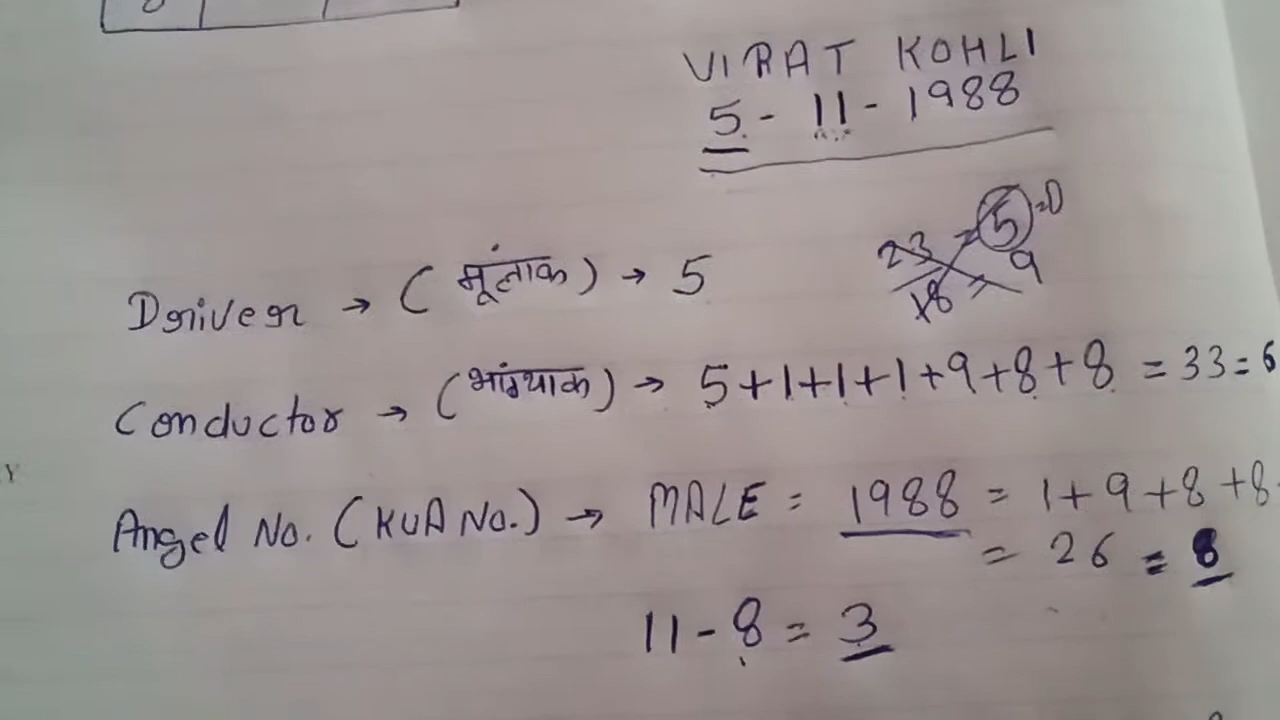 VIRAT KOHLI
5 - 11 - 1988
23 = 5 = D
18 = 9
Driver → (मूंलाक) → 5
Conductor → (भांग्याक) → 5+1+1+1+9+8+8 = 33 = 6
Angel No. (KUA No.) → MALE = 1988 = 1+9+8+8
= 26 = 8
11 - 8 = 3